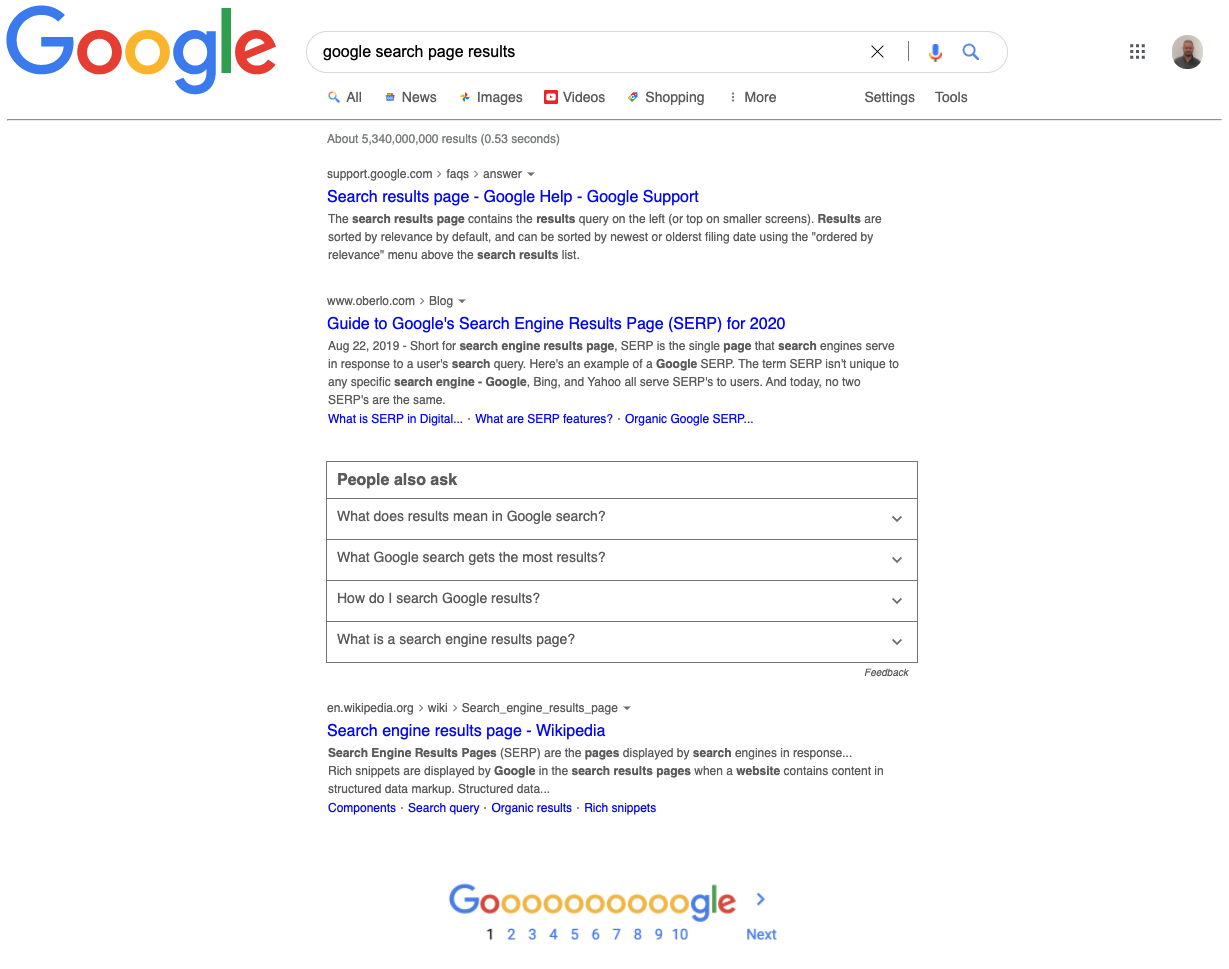 Google
google search page results
All News Images Videos Shopping More Settings Tools
About 5,340,000,000 results (0.53 seconds)
support.google.com > faqs > answer
Search results page - Google Help - Google Support
The search results page contains the results query on the left (or top on smaller screens). Results are
sorted by relevance by default, and can be sorted by newest or olderst filing date using the "ordered by
relevance" menu above the search results list.
www.oberlo.com > Blog
Guide to Google's Search Engine Results Page (SERP) for 2020
Aug 22, 2019 - Short for search engine results page, SERP is the single page that search engines serve
in response to a user's search query. Here's an example of a Google SERP. The term SERP isn't unique to
any specific search engine - Google, Bing, and Yahoo all serve SERP's to users. And today, no two
SERP's are the same.
What is SERP in Digital... · What are SERP features? · Organic Google SERP...
People also ask
What does results mean in Google search?
What Google search gets the most results?
How do I search Google results?
What is a search engine results page?
Feedback
en.wikipedia.org > wiki > Search_engine_results_page
Search engine results page - Wikipedia
Search Engine Results Pages (SERP) are the pages displayed by search engines in response...
Rich snippets are displayed by Google in the search results pages when a website contains content in
structured data markup. Structured data...
Components · Search query · Organic results · Rich snippets
Goooooooooogle >
1 2 3 4 5 6 7 8 9 10 Next